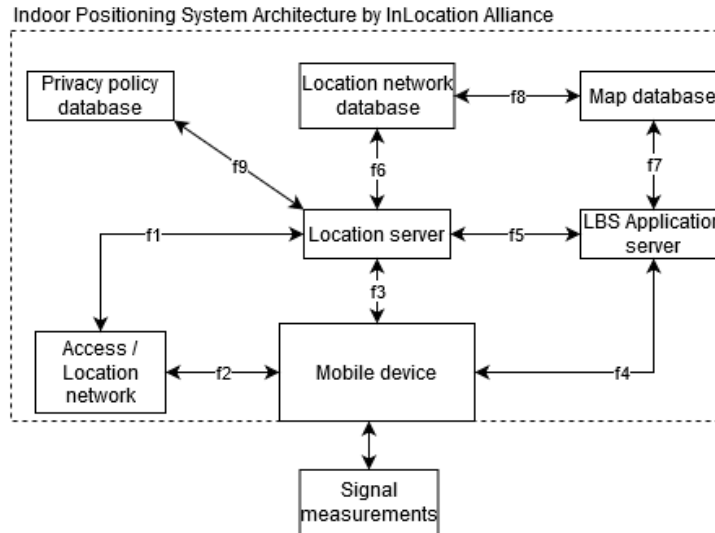 Indoor Positioning System Architecture by InLocation Alliance
Privacy policy
database
Location network
database
f8
Map database
f9
f6
f7
f1
Location server
f5
LBS Application
server
f3
Access /
Location
network
f2
Mobile device
f4
Signal
measurements